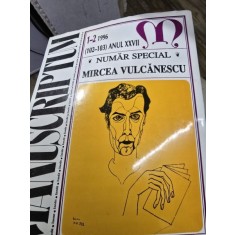 MANUSCRIPTUM
1-2 1996
(102-103) ANUL XXVII
NUMĂR SPECIAL
MIRCEA VULCĂNESCU
M